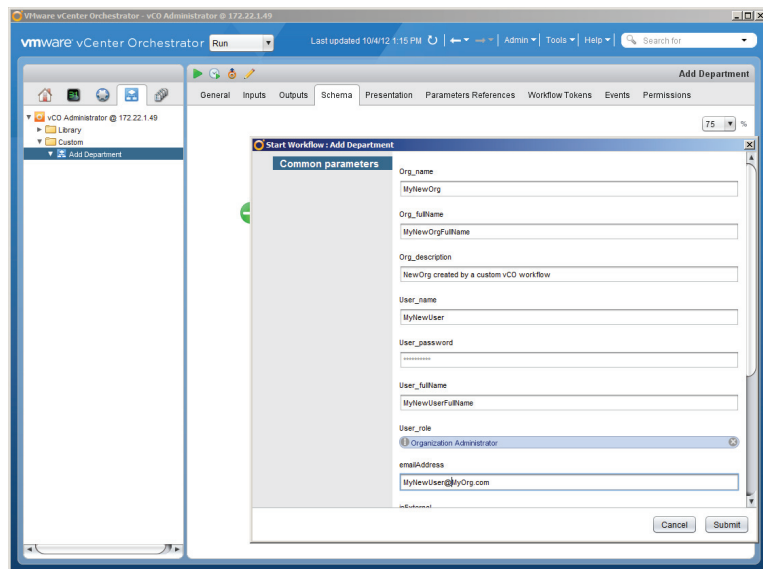 VMware vCenter Orchestrator - vCO Administrator @ 172.22.1.49
vmware vCenter Orchestrator Run Last updated 10/4/12 1:15 PM Admin Tools Help Search for
Add Department
General Inputs Outputs Schema Presentation Parameters References Workflow Tokens Events Permissions
vCO Administrator @ 172.22.1.49
Library
Custom
Add Department
75 %
Start Workflow : Add Department
Common parameters
Org_name
MyNewOrg
Org_fullName
MyNewOrgFullName
Org_description
NewOrg created by a custom vCO workflow
User_name
MyNewUser
User_password
**********
User_fullName
MyNewUserFullName
User_role
Organization Administrator
emailAddress
MyNewUser@MyOrg.com
Cancel Submit